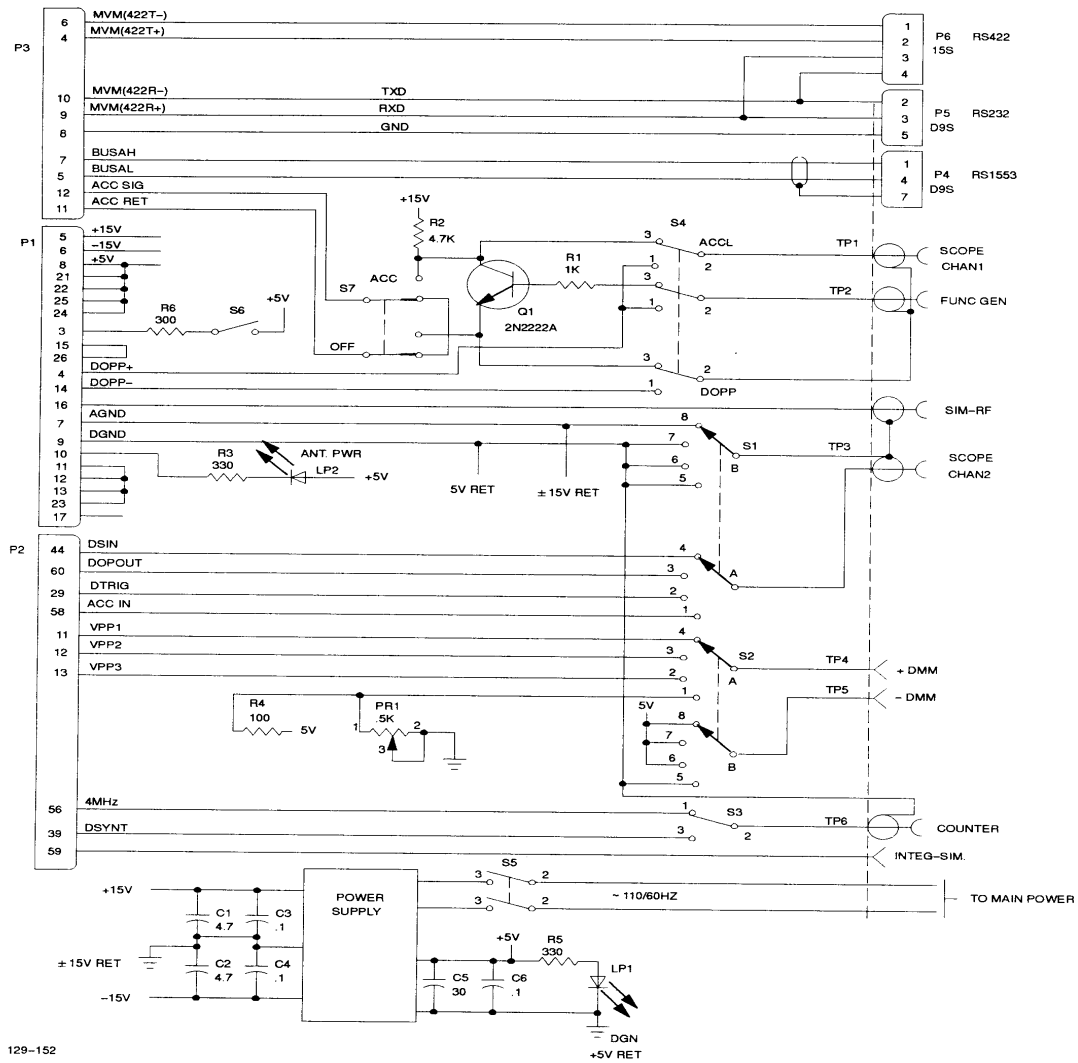 6 MVM(422T−)
4 MVM(422T+)
P3
1
2
3
4
P6 RS422
15S
10 MVM(422R−) TXD
9 MVM(422R+) RXD
8 GND
2
3
5
P5 RS232
D9S
7 BUSAH
5 BUSAL
12 ACC SIG
11 ACC RET
1
4
7
P4 RS1553
D9S
P1
5 +15V
6 −15V
8 +5V
21
22
25
24
3
R6
300
S6
+5V
15
26
4 DOPP+
14 DOPP−
16
7 AGND
9 DGND
10
11
12
13
23
17
+15V
R2
4.7K
ACC
S7
OFF
Q1
2N2222A
R1
1K
S4
3 ACCL
1 2
3
1 2
3 2
1 DOPP
TP1
SCOPE
CHAN1
TP2
FUNC GEN
SIM−RF
R3
330
ANT. PWR
LP2
+5V
5V RET
±15V RET
8
7
6
5
S1
B
TP3
SCOPE
CHAN2
P2
44 DSIN
60 DOPOUT
29 DTRIG
58 ACC IN
11 VPP1
12 VPP2
13 VPP3
4
3
2
1
A
4
3
2
1
S2
A
TP4
+ DMM
TP5
− DMM
R4
100
5V
PR1
.5K
1 2
3
5V
8
7
6
5
B
56 4MHz
39 DSYNT
59
1 S3
3 2
TP6
COUNTER
INTEG−SIM.
S5
3 2
3 2
~ 110/60HZ
TO MAIN POWER
+15V
C1
4.7
C3
.1
±15V RET
C2
4.7
C4
.1
−15V
POWER
SUPPLY
+5V
R5
330
C5
30
C6
.1
LP1
DGN
+5V RET
129−152